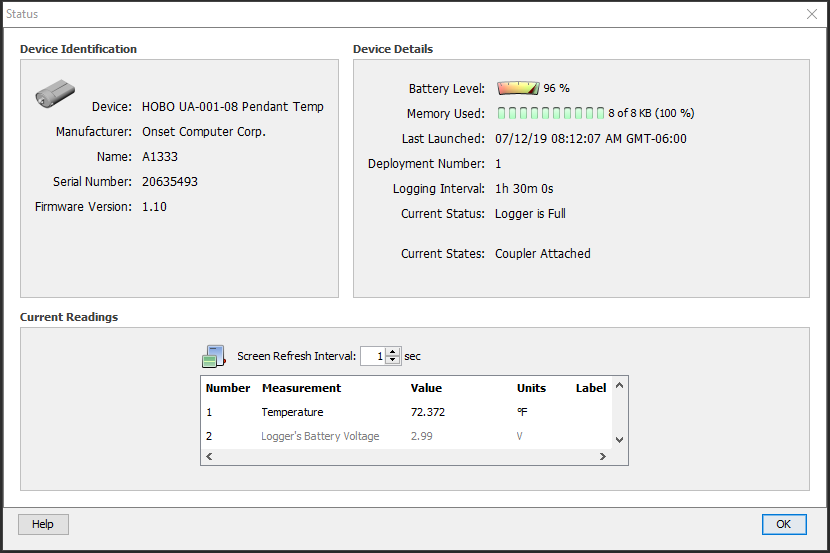 Status
Device Identification
Device: HOBO UA-001-08 Pendant Temp
Manufacturer: Onset Computer Corp.
Name: A1333
Serial Number: 20635493
Firmware Version: 1.10
Device Details
Battery Level: 96 %
Memory Used: 8 of 8 KB (100 %)
Last Launched: 07/12/19 08:12:07 AM GMT-06:00
Deployment Number: 1
Logging Interval: 1h 30m 0s
Current Status: Logger is Full
Current States: Coupler Attached
Current Readings
Screen Refresh Interval: 1 sec
Number Measurement Value Units Label
1 Temperature 72.372 °F
2 Logger's Battery Voltage 2.99 V
Help OK